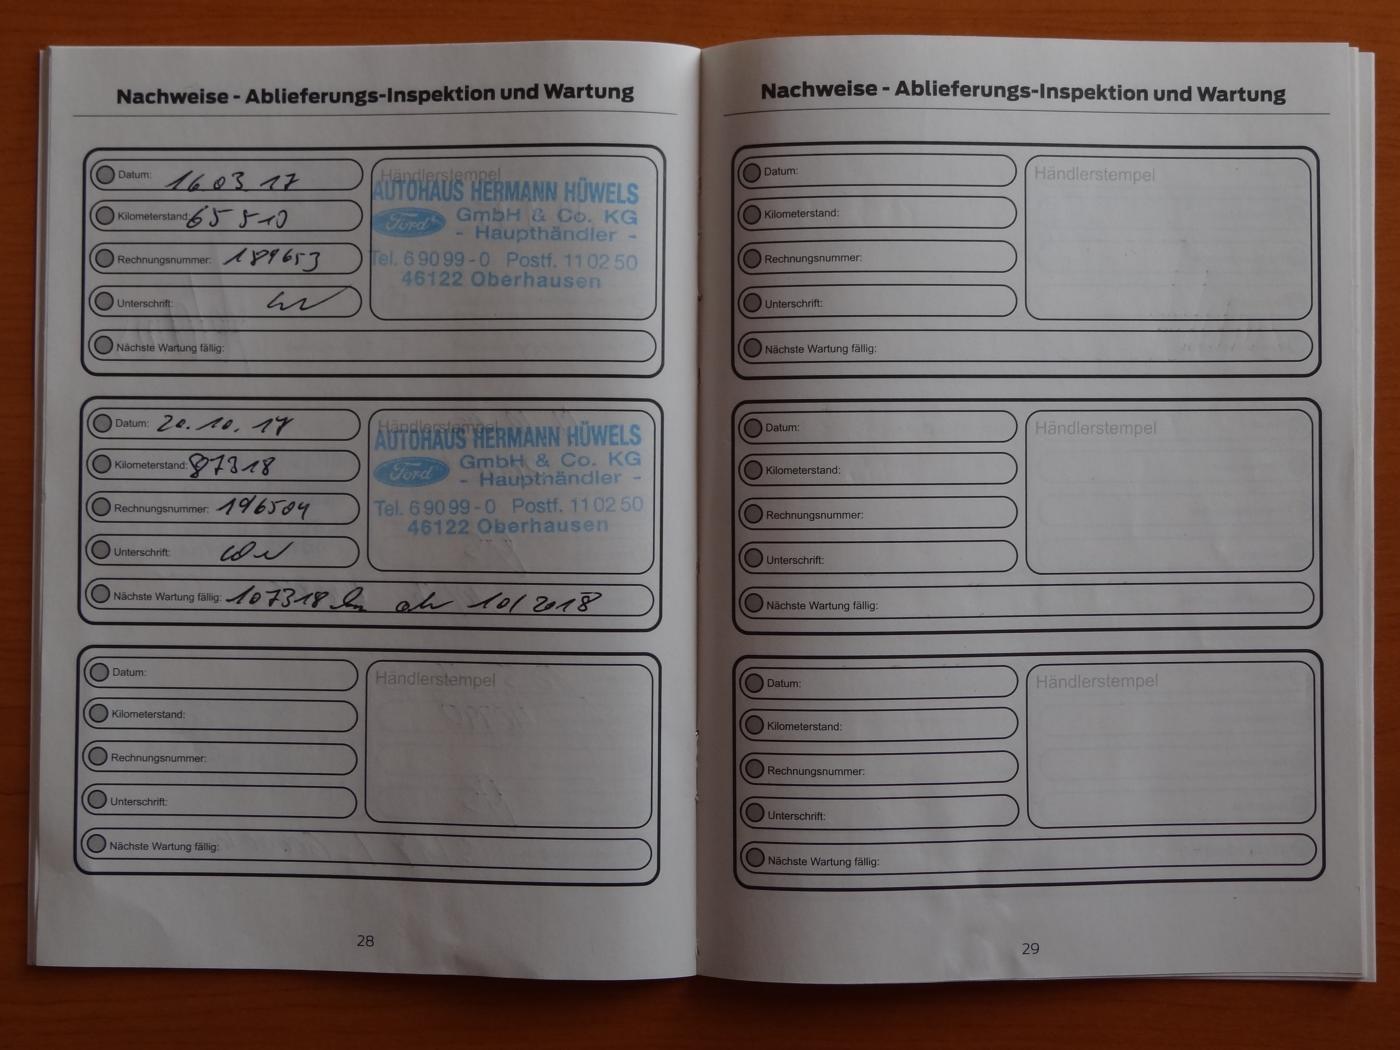 Nachweise - Ablieferungs-Inspektion und Wartung
Datum: 16.03.17
Kilometerstand: 65510
Rechnungsnummer: 189653
Unterschrift:
Nächste Wartung fällig:
Händlerstempel
AUTOHAUS HERMANN HÜWELS
Ford GmbH & Co. KG
- Haupthändler -
Tel. 6 90 99 - 0 Postf. 11 02 50
46122 Oberhausen
Datum: 20.10.17
Kilometerstand: 87318
Rechnungsnummer: 196504
Unterschrift:
Nächste Wartung fällig: 107318 km 10/2018
Händlerstempel
AUTOHAUS HERMANN HÜWELS
Ford GmbH & Co. KG
- Haupthändler -
Tel. 6 90 99 - 0 Postf. 11 02 50
46122 Oberhausen
Datum:
Kilometerstand:
Rechnungsnummer:
Unterschrift:
Nächste Wartung fällig:
Händlerstempel
28
Nachweise - Ablieferungs-Inspektion und Wartung
Datum:
Kilometerstand:
Rechnungsnummer:
Unterschrift:
Nächste Wartung fällig:
Händlerstempel
Datum:
Kilometerstand:
Rechnungsnummer:
Unterschrift:
Nächste Wartung fällig:
Händlerstempel
Datum:
Kilometerstand:
Rechnungsnummer:
Unterschrift:
Nächste Wartung fällig:
Händlerstempel
29